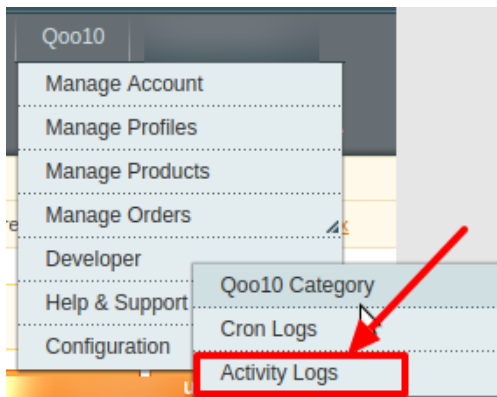 Qoo10
Manage Account
Manage Profiles
Manage Products
Manage Orders
Developer
Help & Support
Configuration
Qoo10 Category
Cron Logs
Activity Logs